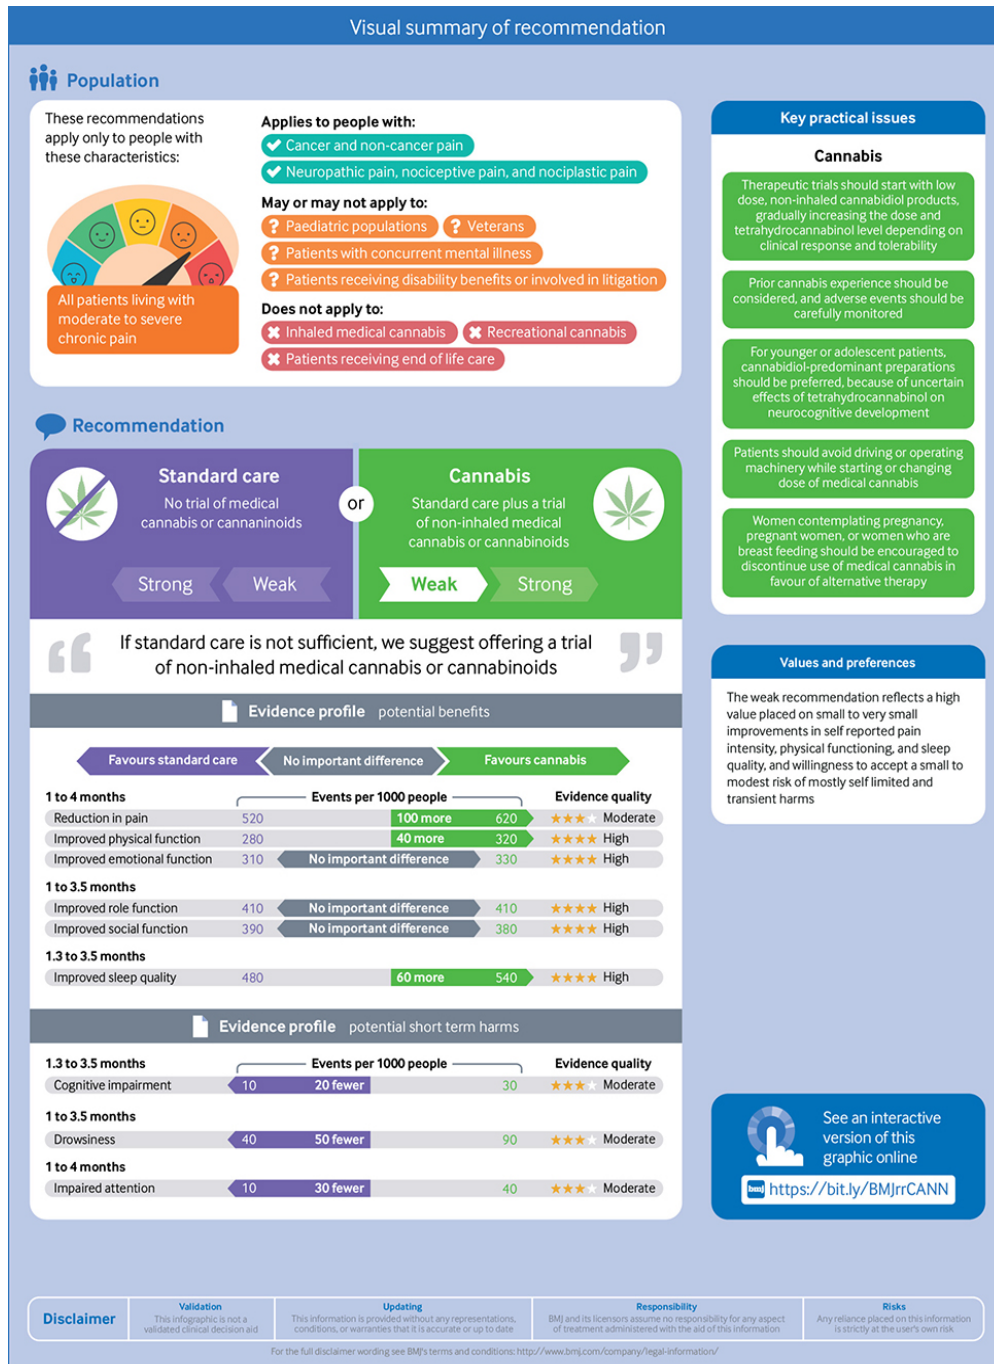 Visual summary of recommendation
Population
These recommendations
apply only to people with
these characteristics:
All patients living with
moderate to severe
chronic pain
Applies to people with:
Cancer and non-cancer pain
Neuropathic pain, nociceptive pain, and nociplastic pain
May or may not apply to:
? Paediatric populations ? Veterans
? Patients with concurrent mental illness
? Patients receiving disability benefits or involved in litigation
Does not apply to:
Inhaled medical cannabis Recreational cannabis
Patients receiving end of life care
Recommendation
Standard care
No trial of medical
cannabis or cannaninoids
Strong Weak
or
Cannabis
Standard care plus a trial
of non-inhaled medical
cannabis or cannabinoids
Weak Strong
“ If standard care is not sufficient, we suggest offering a trial
of non-inhaled medical cannabis or cannabinoids ”
Evidence profile potential benefits
Favours standard care No important difference Favours cannabis
1 to 4 months Events per 1000 people Evidence quality
Reduction in pain 520 100 more 620 Moderate
Improved physical function 280 40 more 320 High
Improved emotional function 310 No important difference 330 High
1 to 3.5 months
Improved role function 410 No important difference 410 High
Improved social function 390 No important difference 380 High
1.3 to 3.5 months
Improved sleep quality 480 60 more 540 High
Evidence profile potential short term harms
1.3 to 3.5 months Events per 1000 people Evidence quality
Cognitive impairment 10 20 fewer 30 Moderate
1 to 3.5 months
Drowsiness 40 50 fewer 90 Moderate
1 to 4 months
Impaired attention 10 30 fewer 40 Moderate
Key practical issues
Cannabis
Therapeutic trials should start with low
dose, non-inhaled cannabidiol products,
gradually increasing the dose and
tetrahydrocannabinol level depending on
clinical response and tolerability
Prior cannabis experience should be
considered, and adverse events should be
carefully monitored
For younger or adolescent patients,
cannabidiol-predominant preparations
should be preferred, because of uncertain
effects of tetrahydrocannabinol on
neurocognitive development
Patients should avoid driving or operating
machinery while starting or changing
dose of medical cannabis
Women contemplating pregnancy,
pregnant women, or women who are
breast feeding should be encouraged to
discontinue use of medical cannabis in
favour of alternative therapy
Values and preferences
The weak recommendation reflects a high
value placed on small to very small
improvements in self reported pain
intensity, physical functioning, and sleep
quality, and willingness to accept a small to
modest risk of mostly self limited and
transient harms
See an interactive
version of this
graphic online
bmj https://bit.ly/BMJrrCANN
Disclaimer
Validation
This infographic is not a
validated clinical decision aid
Updating
This information is provided without any representations,
conditions, or warranties that it is accurate or up to date
Responsibility
BMJ and its licensors assume no responsibility for any aspect
of treatment administered with the aid of this information
Risks
Any reliance placed on this information
is strictly at the user's own risk
For the full disclaimer wording see BMJ's terms and conditions: http://www.bmj.com/company/legal-information/